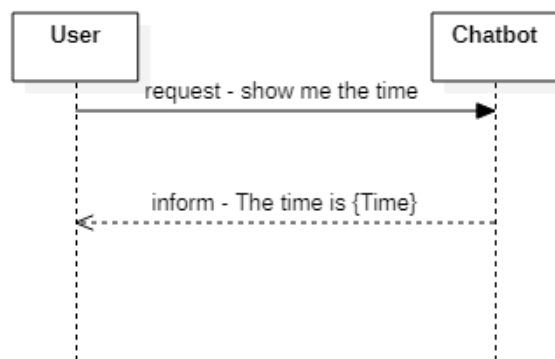 User
Chatbot
request - show me the time
inform - The time is {Time}